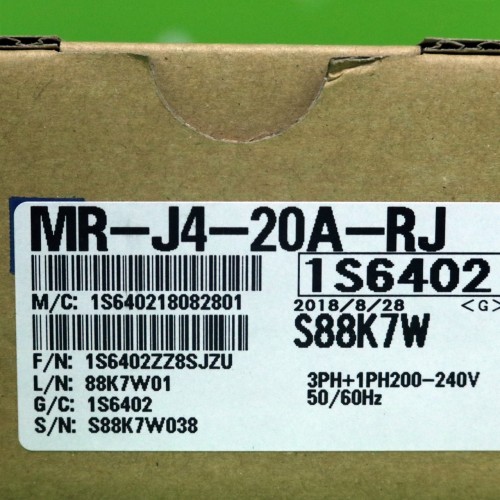 MR-J4-20A-RJ
1S6402
M/C: 1S640218082801
2018/8/28 <G>
S88K7W
F/N: 1S6402ZZ8SJZU
L/N: 88K7W01
G/C: 1S6402
S/N: S88K7W038
3PH+1PH200-240V
50/60Hz